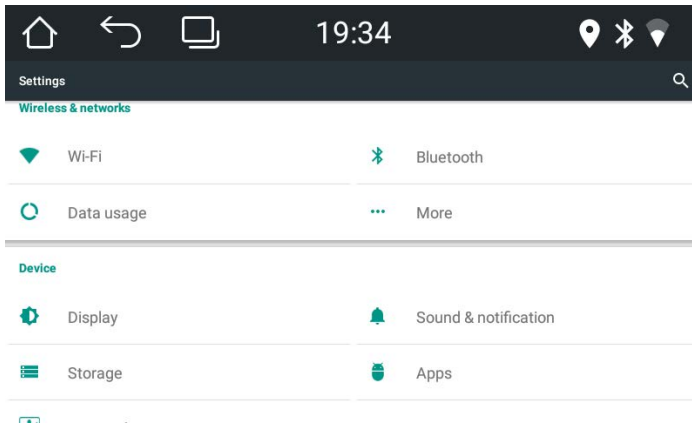 19:34
Settings
Wireless & networks
Wi-Fi
Bluetooth
Data usage
More
Device
Display
Sound & notification
Storage
Apps